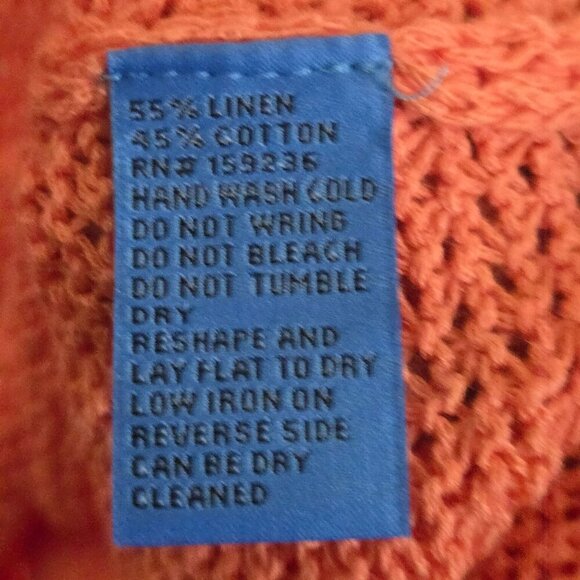 55% LINEN
45% COTTON
RN# 159236
HAND WASH COLD
DO NOT WRING
DO NOT BLEACH
DO NOT TUMBLE
DRY
RESHAPE AND
LAY FLAT TO DRY
LOW IRON ON
REVERSE SIDE
CAN BE DRY
CLEANED